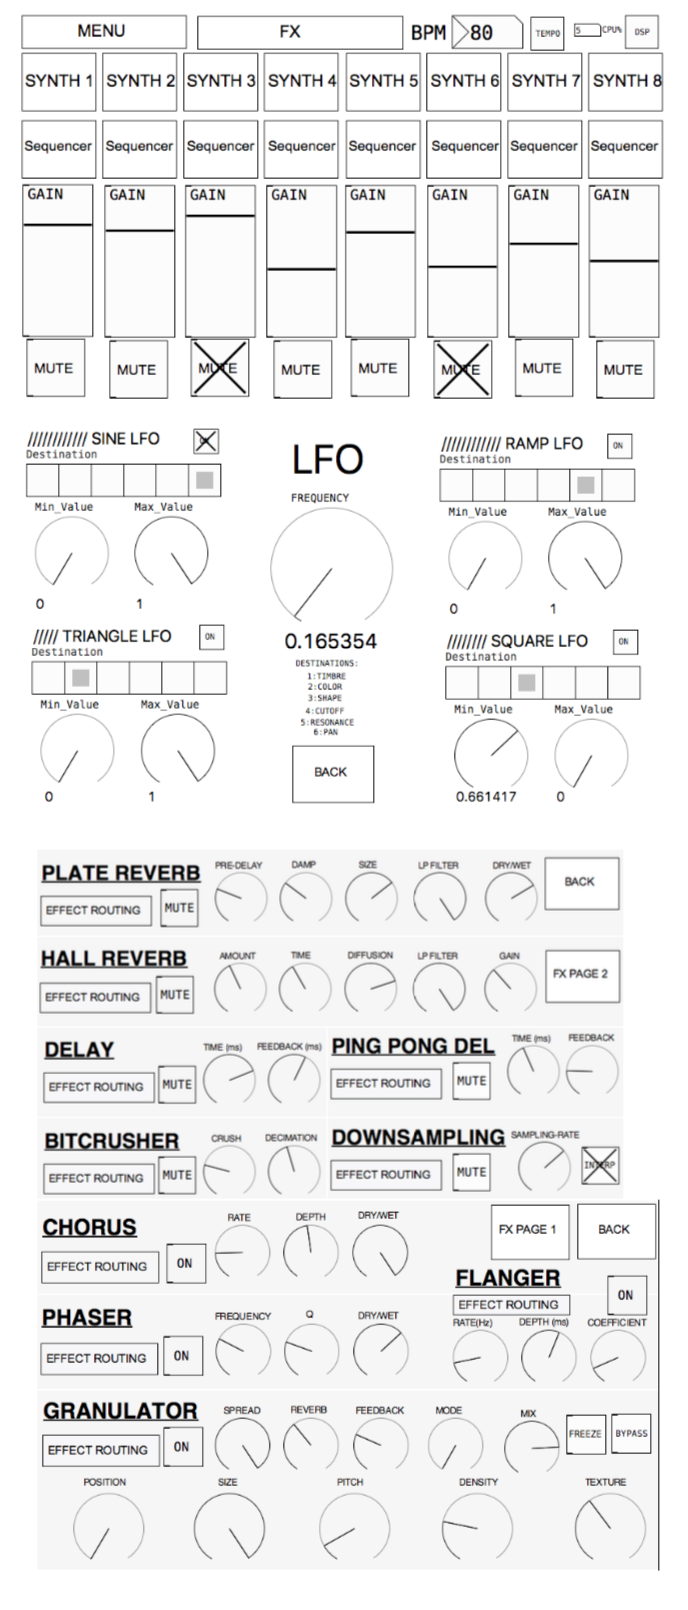 MENU FX BPM 80 TEMPO 5 CPU% DSP
SYNTH 1 SYNTH 2 SYNTH 3 SYNTH 4 SYNTH 5 SYNTH 6 SYNTH 7 SYNTH 8
Sequencer Sequencer Sequencer Sequencer Sequencer Sequencer Sequencer Sequencer
GAIN GAIN GAIN GAIN GAIN GAIN GAIN GAIN
MUTE MUTE MUTE MUTE MUTE MUTE MUTE MUTE
//////////// SINE LFO ON
Destination
Min_Value Max_Value
0 1
///// TRIANGLE LFO ON
Destination
Min_Value Max_Value
0 1
LFO
FREQUENCY
0.165354
DESTINATIONS:
1:TIMBRE
2:COLOR
3:SHAPE
4:CUTOFF
5:RESONANCE
6:PAN
BACK
//////////// RAMP LFO ON
Destination
Min_Value Max_Value
0 1
//////// SQUARE LFO ON
Destination
Min_Value Max_Value
0.661417 0
PLATE REVERB PRE-DELAY DAMP SIZE LP FILTER DRY/WET BACK
EFFECT ROUTING MUTE
HALL REVERB AMOUNT TIME DIFFUSION LP FILTER GAIN FX PAGE 2
EFFECT ROUTING MUTE
DELAY TIME (ms) FEEDBACK (ms)
EFFECT ROUTING MUTE
PING PONG DEL TIME (ms) FEEDBACK
EFFECT ROUTING MUTE
BITCRUSHER CRUSH DECIMATION
EFFECT ROUTING MUTE
DOWNSAMPLING SAMPLING-RATE
EFFECT ROUTING MUTE INTERP
CHORUS RATE DEPTH DRY/WET FX PAGE 1 BACK
EFFECT ROUTING ON
FLANGER ON
EFFECT ROUTING
RATE(Hz) DEPTH (ms) COEFFICIENT
PHASER FREQUENCY Q DRY/WET
EFFECT ROUTING ON
GRANULATOR SPREAD REVERB FEEDBACK MODE MIX FREEZE BYPASS
EFFECT ROUTING ON
POSITION SIZE PITCH DENSITY TEXTURE